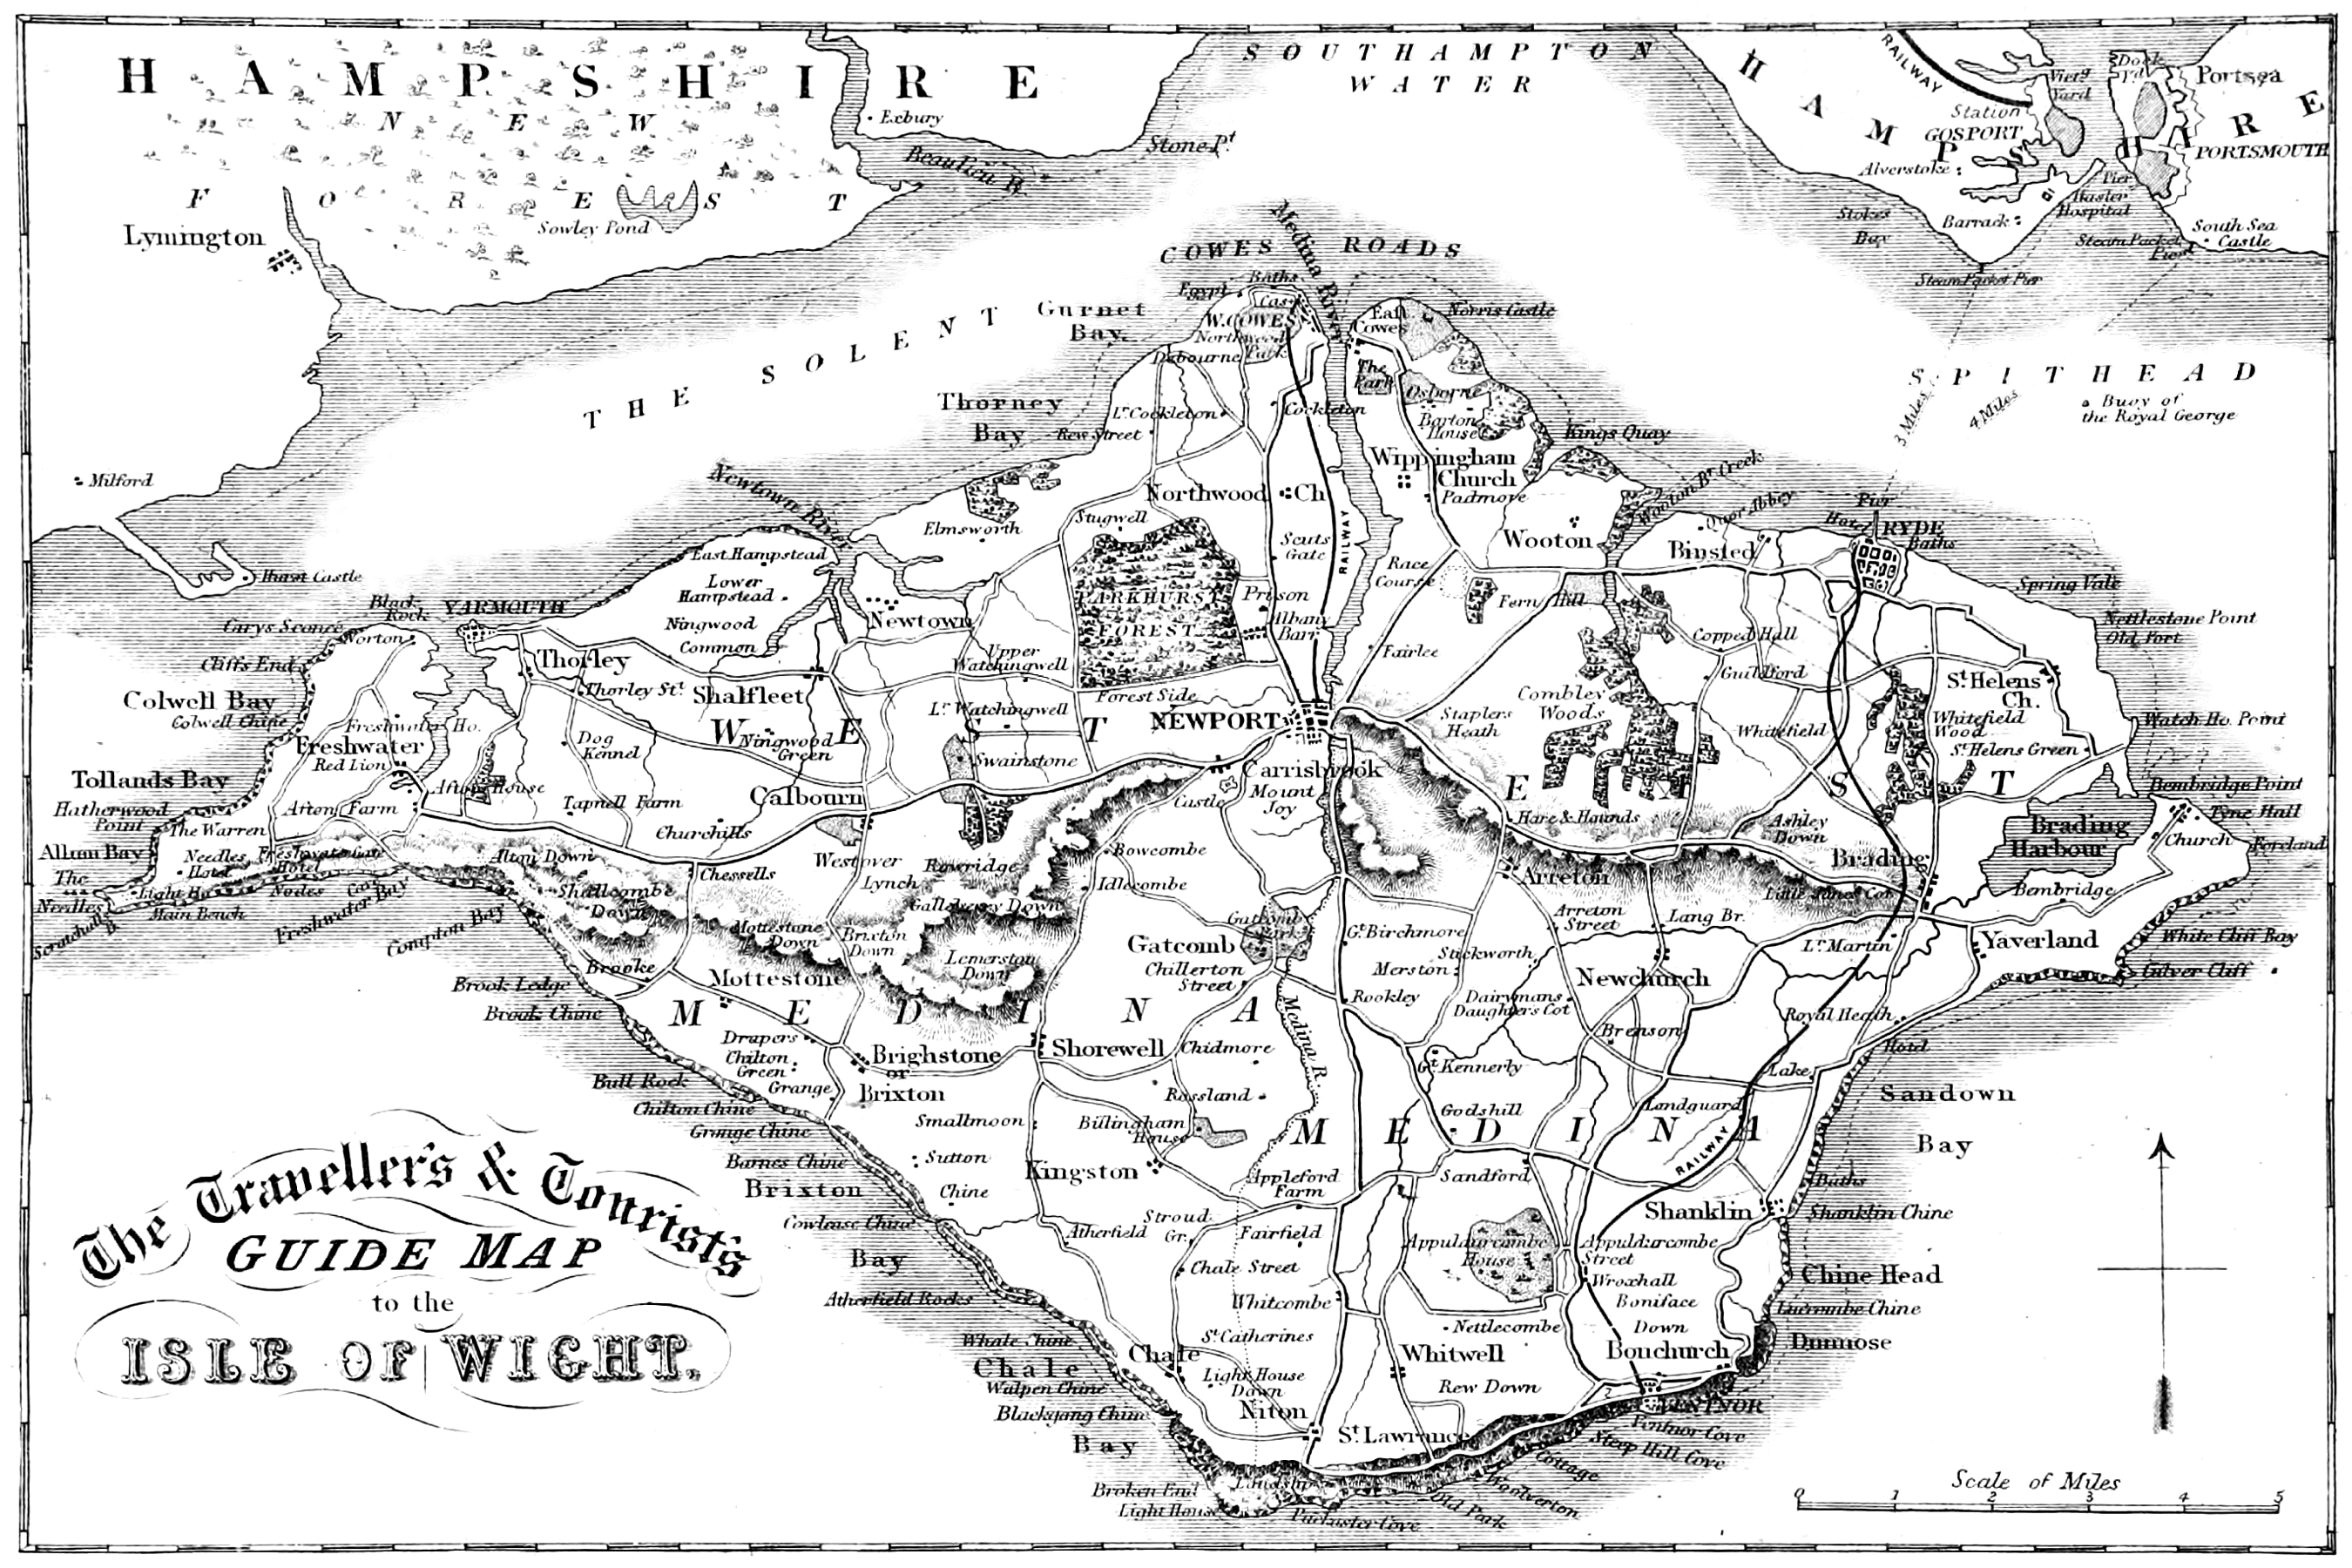 HAMPSHIRE
NEW
FOREST
Lymington
Sowley Pond
Exbury
Beaulieu R.
Stone Pt
SOUTHAMPTON
WATER
HAMPSHIRE
RAILWAY
Station
GOSPORT
Alverstoke
Vict.g
Yard
Dock
Yd
Portsea
PORTSMOUTH
Pier
Haslar
Hospital
Barrack
Stokes
Bay
Steam Packet Pier
Steam Packet
Pier
South Sea
Castle
SPITHEAD
3 Miles
4 Miles
Buoy of
the Royal George
THE SOLENT
COWES ROADS
Medina River
Baths
Egypt
Cas.
W. COWES
Northwood
Park
Gurnet
Bay
Debourne
East
Cowes
Norris Castle
The
Park
Osborne
Barton
House
Thorney
Bay
Lr. Cockleton
Cockleton
Rew Street
Kings Quay
Wippingham
Church
Padmore
Northwood Ch
Milford
Newtown River
Elmsworth
Stugwell
Scuts
Gate
RAILWAY
Race
Course
Wooton
Wooton Br. Creek
Quar Abbey
Binsted
Pier
Hotel
RYDE
Baths
Hurst Castle
East Hampstead
Lower
Hampstead
Ningwood
Common
Newtown
PARKHURST
FOREST
Prison
Albany
Barr
Fern Hill
Spring Vale
Nettlestone Point
Old Fort
Black
Rock
YARMOUTH
Carys Sconce
Norton
Cliffs End
Thorley
Thorley St.
Shalfleet
Upper
Watchingwell
Forest Side
Fairlee
Copped Hall
Guildford
St. Helens
Ch.
Colwell Bay
Colwell Chine
Freshwater Ho.
Freshwater
Red Lion
Dog
Kennel
Ningwood
Green
Lr. Watchingwell
NEWPORT
Staplers
Heath
Combley
Woods
Whitefield
Whitefield
Wood
St. Helens Green
Watch Ho. Point
WEST
EAST
Tollands Bay
Hatherwood
Point
Afton House
Afton Farm
Tapnell Farm
Calbourn
Swainstone
Carrisbrook
Castle
Mount
Joy
Bembridge Point
Tyne Hall
The Warren
Churchills
Hare & Hounds
Ashley
Down
Brading
Harbour
Church
Foreland
Allum Bay
The
Needles
Needles
Hotel
Light Ho.
Freshwater Gate
Hotel
Nodes
Main Bench
Scratchells
B.
Freshwater Bay
Compton Bay
Afton Down
Shallcombe
Down
Chessells
Westover
Lynch
Rowridge
Bowcombe
Idlecombe
Gallebery Down
Mottestone
Down
Brixton
Down
Lemerston
Down
Gatcomb
Park
Gatcomb
Chillerton
Street
Gt. Birchmore
Merston
Rookley
Arreton
Arreton
Street
Stickworth
Lang Br.
Brading
Bembridge
Lr. Martin
Yaverland
White Cliff Bay
Culver Cliff
Brooke
Brook Ledge
Brook Chine
Mottestone
Dairymans
Daughters Cot
Newchurch
Brenson
Royal Heath
Hotel
MEDINA
Drapers
Chilton
Green
Grange
Brighstone
or
Brixton
Shorewell
Chidmore
Medina R.
Gt. Kennerly
Lake
Bull Rock
Chilton Chine
Grange Chine
Barnes Chine
Brixton
Bay
Cowlease Chine
Atherfield Rocks
Smallmoon
Sutton
Chine
Rossland
Billingham
House
Kingston
Godshill
MEDINA
Landguard
RAILWAY
Sandown
Bay
Appleford
Farm
Sandford
Baths
Shanklin
Shanklin Chine
Stroud
Gr.
Atherfield
Fairfield
Chale Street
Appuldurcombe
House
Appuldurcombe
Street
Wroxhall
Boniface
Down
Chine Head
Luccombe Chine
Dunnose
Whitcombe
St. Catherines
Nettlecombe
Whale Chine
Chale
Bay
Walpen Chine
Blackgang Chine
Chale
Light House
Down
Niton
Whitwell
Rew Down
Bonchurch
VENTNOR
Ventnor Cove
Steep Hill Cove
St. Lawrence
Cottage
Woolverton
Old Park
Puckaster Cove
Landslip
Broken End
Light House
The Traveller's & Tourist's
GUIDE MAP
to the
ISLE OF WIGHT.
Scale of Miles
0 1 2 3 4 5